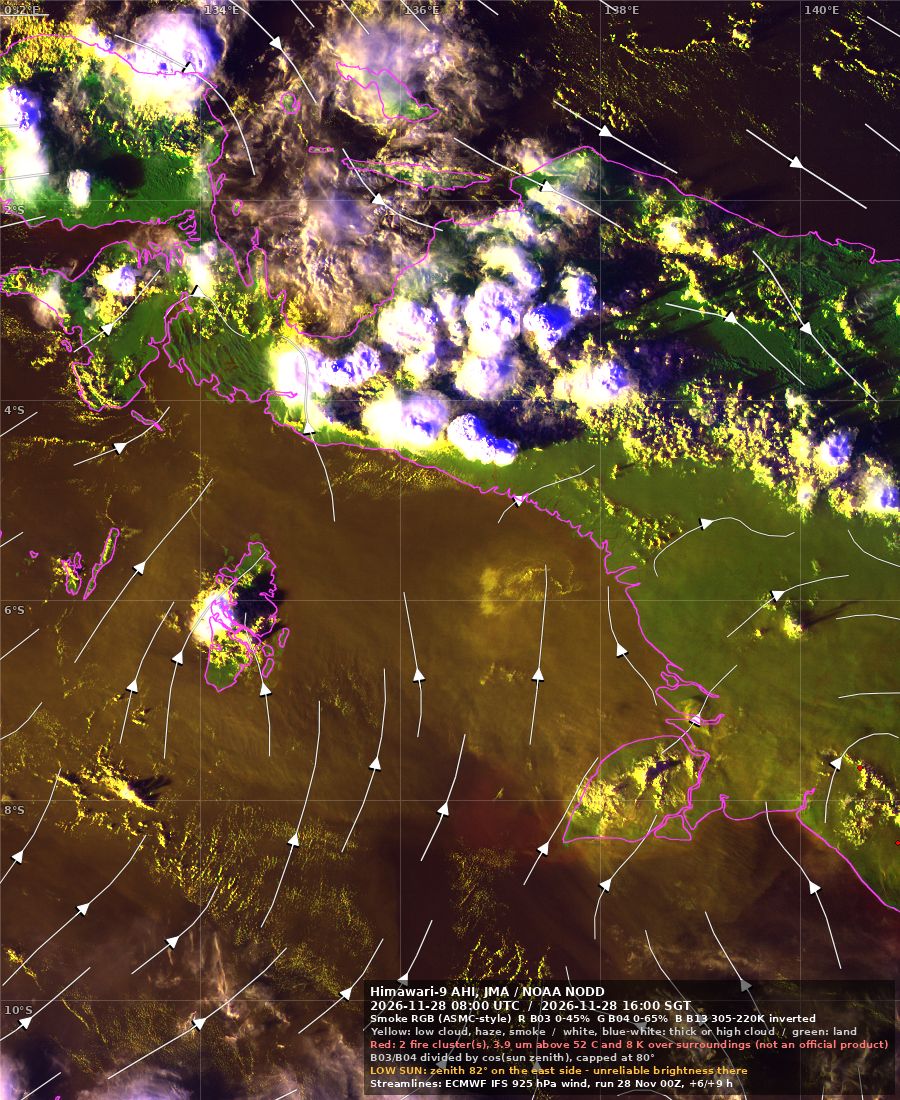 032°E
134°E
136°E
138°E
140°E
2°S
4°S
6°S
8°S
10°S
Himawari-9 AHI, JMA / NOAA NODD
2026-11-28 08:00 UTC / 2026-11-28 16:00 SGT
Smoke RGB (ASMC-style) R B03 0-45% G B04 0-65% B B13 305-220K inverted
Yellow: low cloud, haze, smoke / white, blue-white: thick or high cloud / green: land
Red: 2 fire cluster(s), 3.9 um above 52 C and 8 K over surroundings (not an official product)
B03/B04 divided by cos(sun zenith), capped at 80°
LOW SUN: zenith 82° on the east side - unreliable brightness there
Streamlines: ECMWF IFS 925 hPa wind, run 28 Nov 00Z, +6/+9 h